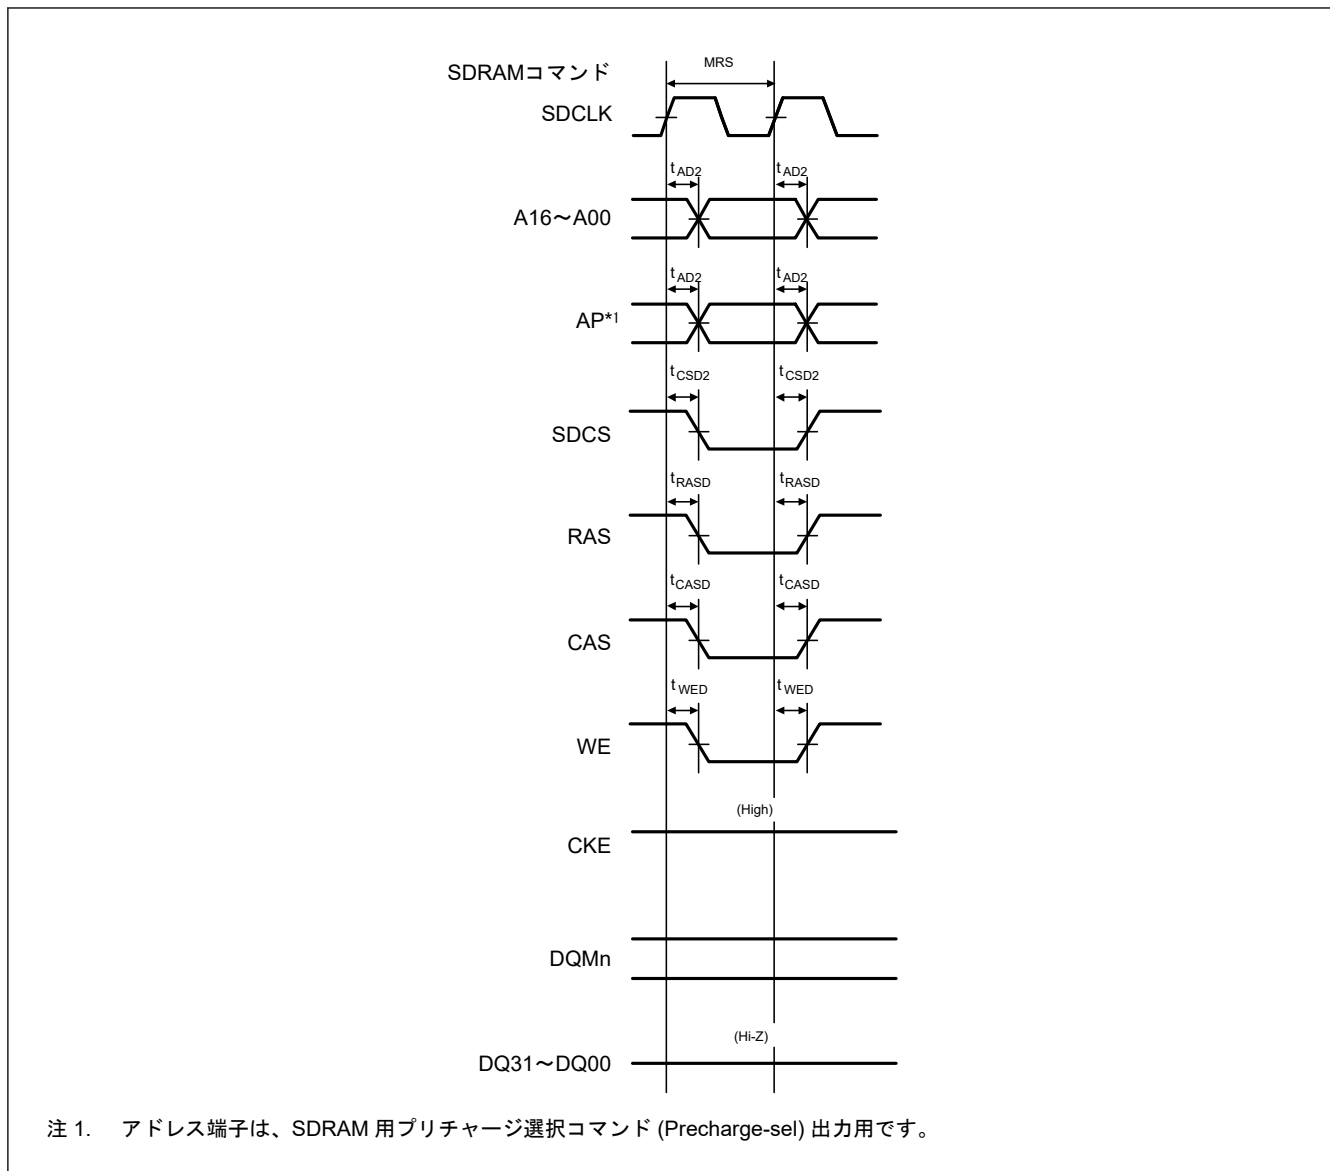 MRS
SDRAMコマンド
SDCLK
tAD2 tAD2
A16～A00
tAD2 tAD2
AP*1
tCSD2 tCSD2
SDCS
tRASD tRASD
RAS
tCASD tCASD
CAS
tWED tWED
WE
(High)
CKE
DQMn
(Hi-Z)
DQ31～DQ00
注 1. アドレス端子は、SDRAM 用プリチャージ選択コマンド (Precharge-sel) 出力用です。